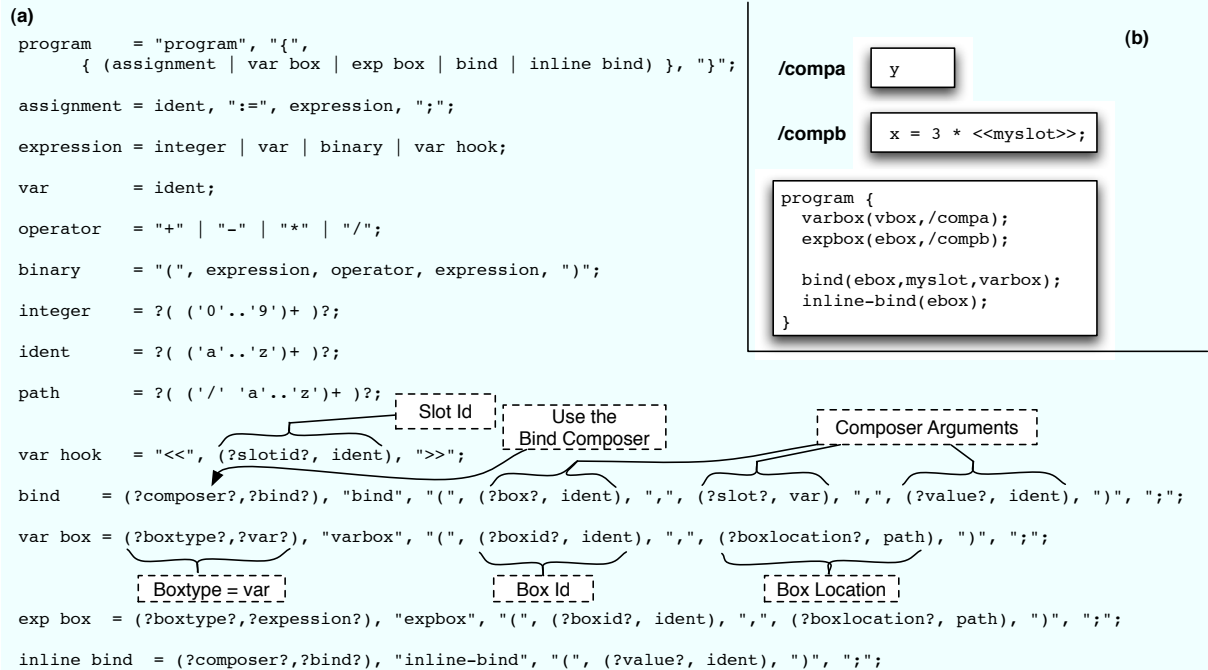 (a)
program = "program", "{",
{ (assignment | var box | exp box | bind | inline bind) }, "}";
assignment = ident, ":=", expression, ";";
expression = integer | var | binary | var hook;
var = ident;
operator = "+" | "-" | "*" | "/";
binary = "(", expression, operator, expression, ")";
integer = ?( ('0'..'9')+ )?;
ident = ?( ('a'..'z')+ )?;
path = ?( ('/' 'a'..'z')+ )?;
(b)
/compa y
/compb x = 3 * <<myslot>>;
program {
varbox(vbox,/compa);
expbox(ebox,/compb);
bind(ebox,myslot,varbox);
inline-bind(ebox);
}
Slot Id
Use the
Bind Composer
Composer Arguments
var hook = "<<", (?slotid?, ident), ">>";
bind = (?composer?,?bind?), "bind", "(", (?box?, ident), ",", (?slot?, var), ",", (?value?, ident), ")", ";";
var box = (?boxtype?,?var?), "varbox", "(", (?boxid?, ident), ",", (?boxlocation?, path), ")", ";";
Boxtype = var
Box Id
Box Location
exp box = (?boxtype?,?expession?), "expbox", "(", (?boxid?, ident), ",", (?boxlocation?, path), ")", ";";
inline bind = (?composer?,?bind?), "inline-bind", "(", (?value?, ident), ")", ";";